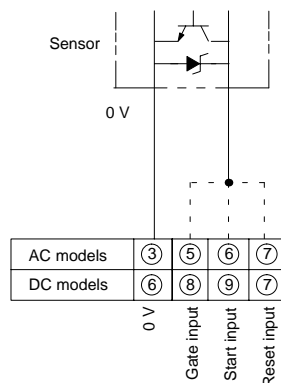 Sensor
0 V
AC models 3 5 6 7
DC models 6 8 9 7
0 V
Gate input
Start input
Reset input